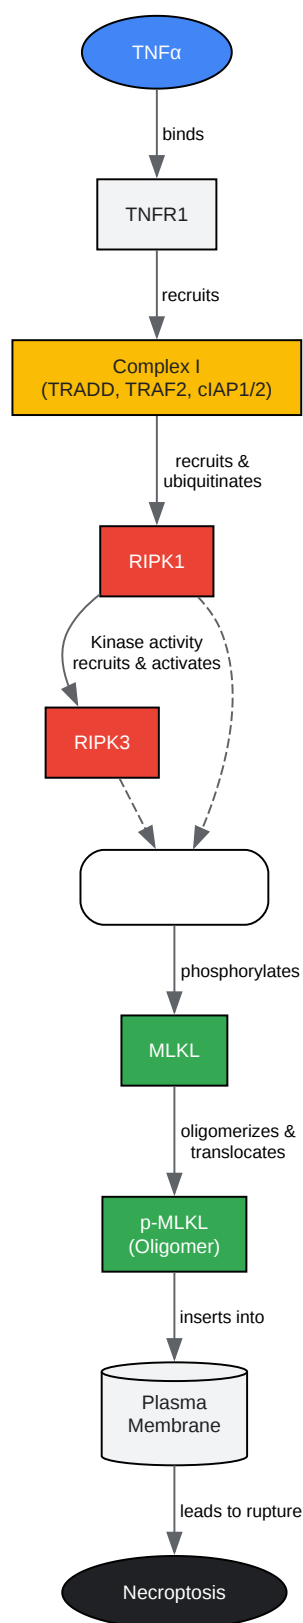 TNFα
binds
TNFR1
recruits
Complex I
(TRADD, TRAF2, cIAP1/2)
recruits &
ubiquitinates
RIPK1
Kinase activity
recruits & activates
RIPK3
phosphorylates
MLKL
oligomerizes &
translocates
p-MLKL
(Oligomer)
inserts into
Plasma
Membrane
leads to rupture
Necroptosis